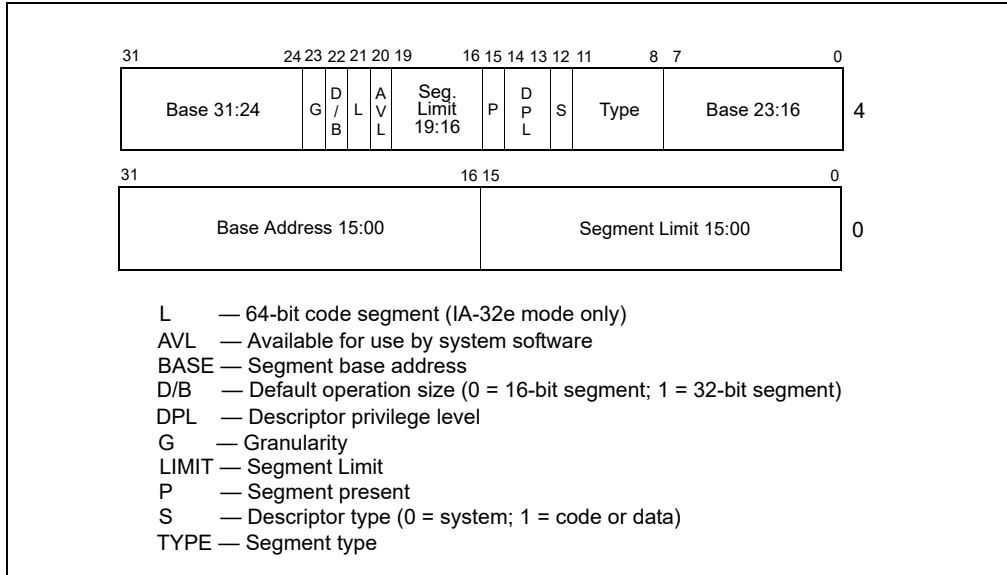 31 24 23 22 21 20 19 16 15 14 13 12 11 8 7 0
Base 31:24 G D/B L AVL Seg. Limit 19:16 P DPL S Type Base 23:16 4
31 16 15 0
Base Address 15:00 Segment Limit 15:00 0
L — 64-bit code segment (IA-32e mode only)
AVL — Available for use by system software
BASE — Segment base address
D/B — Default operation size (0 = 16-bit segment; 1 = 32-bit segment)
DPL — Descriptor privilege level
G — Granularity
LIMIT — Segment Limit
P — Segment present
S — Descriptor type (0 = system; 1 = code or data)
TYPE — Segment type